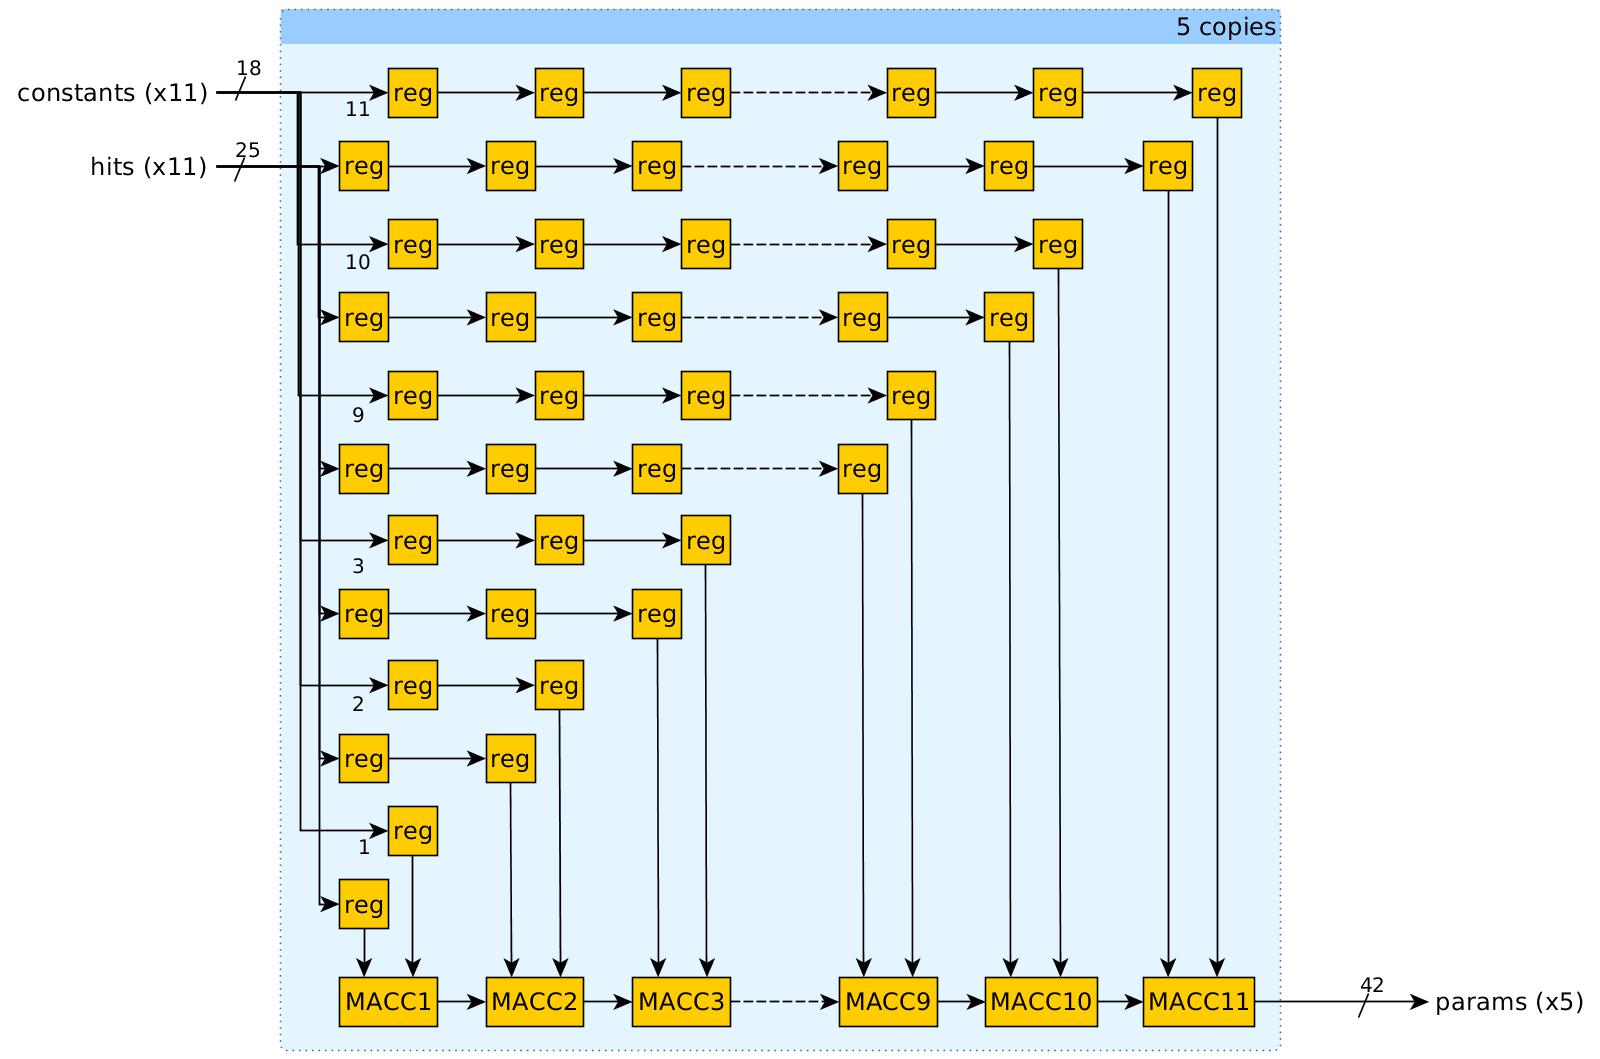 5 copies
18
constants (x11)
11
reg reg reg reg reg reg
25
hits (x11)
reg reg reg reg reg reg
10
reg reg reg reg reg
reg reg reg reg reg
9
reg reg reg reg
reg reg reg reg
3
reg reg reg
reg reg reg
2
reg reg
reg reg
1
reg
reg
MACC1 MACC2 MACC3 MACC9 MACC10 MACC11
42
params (x5)